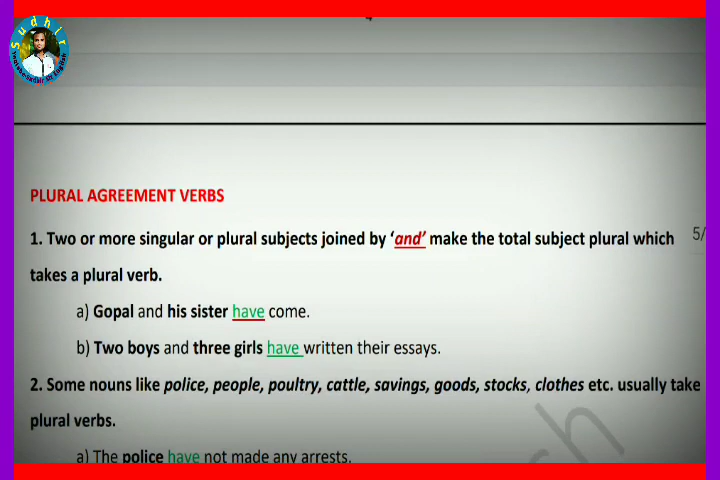 Sudhir
PLURAL AGREEMENT VERBS
1. Two or more singular or plural subjects joined by ‘and’ make the total subject plural which
5/
takes a plural verb.
a) Gopal and his sister have come.
b) Two boys and three girls have written their essays.
2. Some nouns like police, people, poultry, cattle, savings, goods, stocks, clothes etc. usually take
plural verbs.
a) The police have not made any arrests.